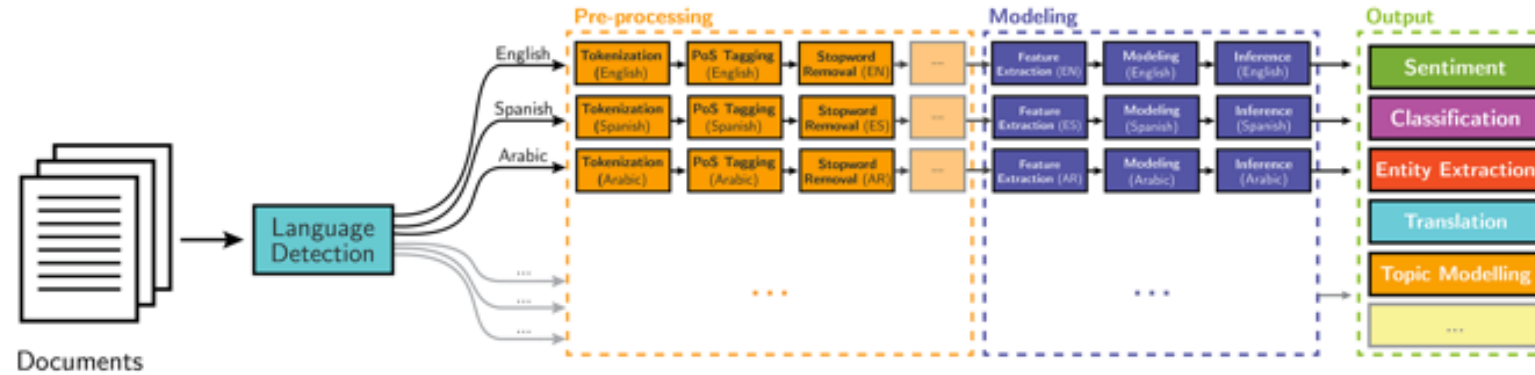 Pre-processing
Modeling
Output
English
Tokenization
(English)
PoS Tagging
(English)
Stopword
Removal (EN)
...
Feature
Extraction (EN)
Modeling
(English)
Inference
(English)
Sentiment
Spanish
Tokenization
(Spanish)
PoS Tagging
(Spanish)
Stopword
Removal (ES)
...
Feature
Extraction (ES)
Modeling
(Spanish)
Inference
(Spanish)
Classification
Arabic
Tokenization
(Arabic)
PoS Tagging
(Arabic)
Stopword
Removal (AR)
...
Feature
Extraction (AR)
Modeling
(Arabic)
Inference
(Arabic)
Entity Extraction
Language
Detection
Translation
...
...
...
...
...
Topic Modelling
...
Documents